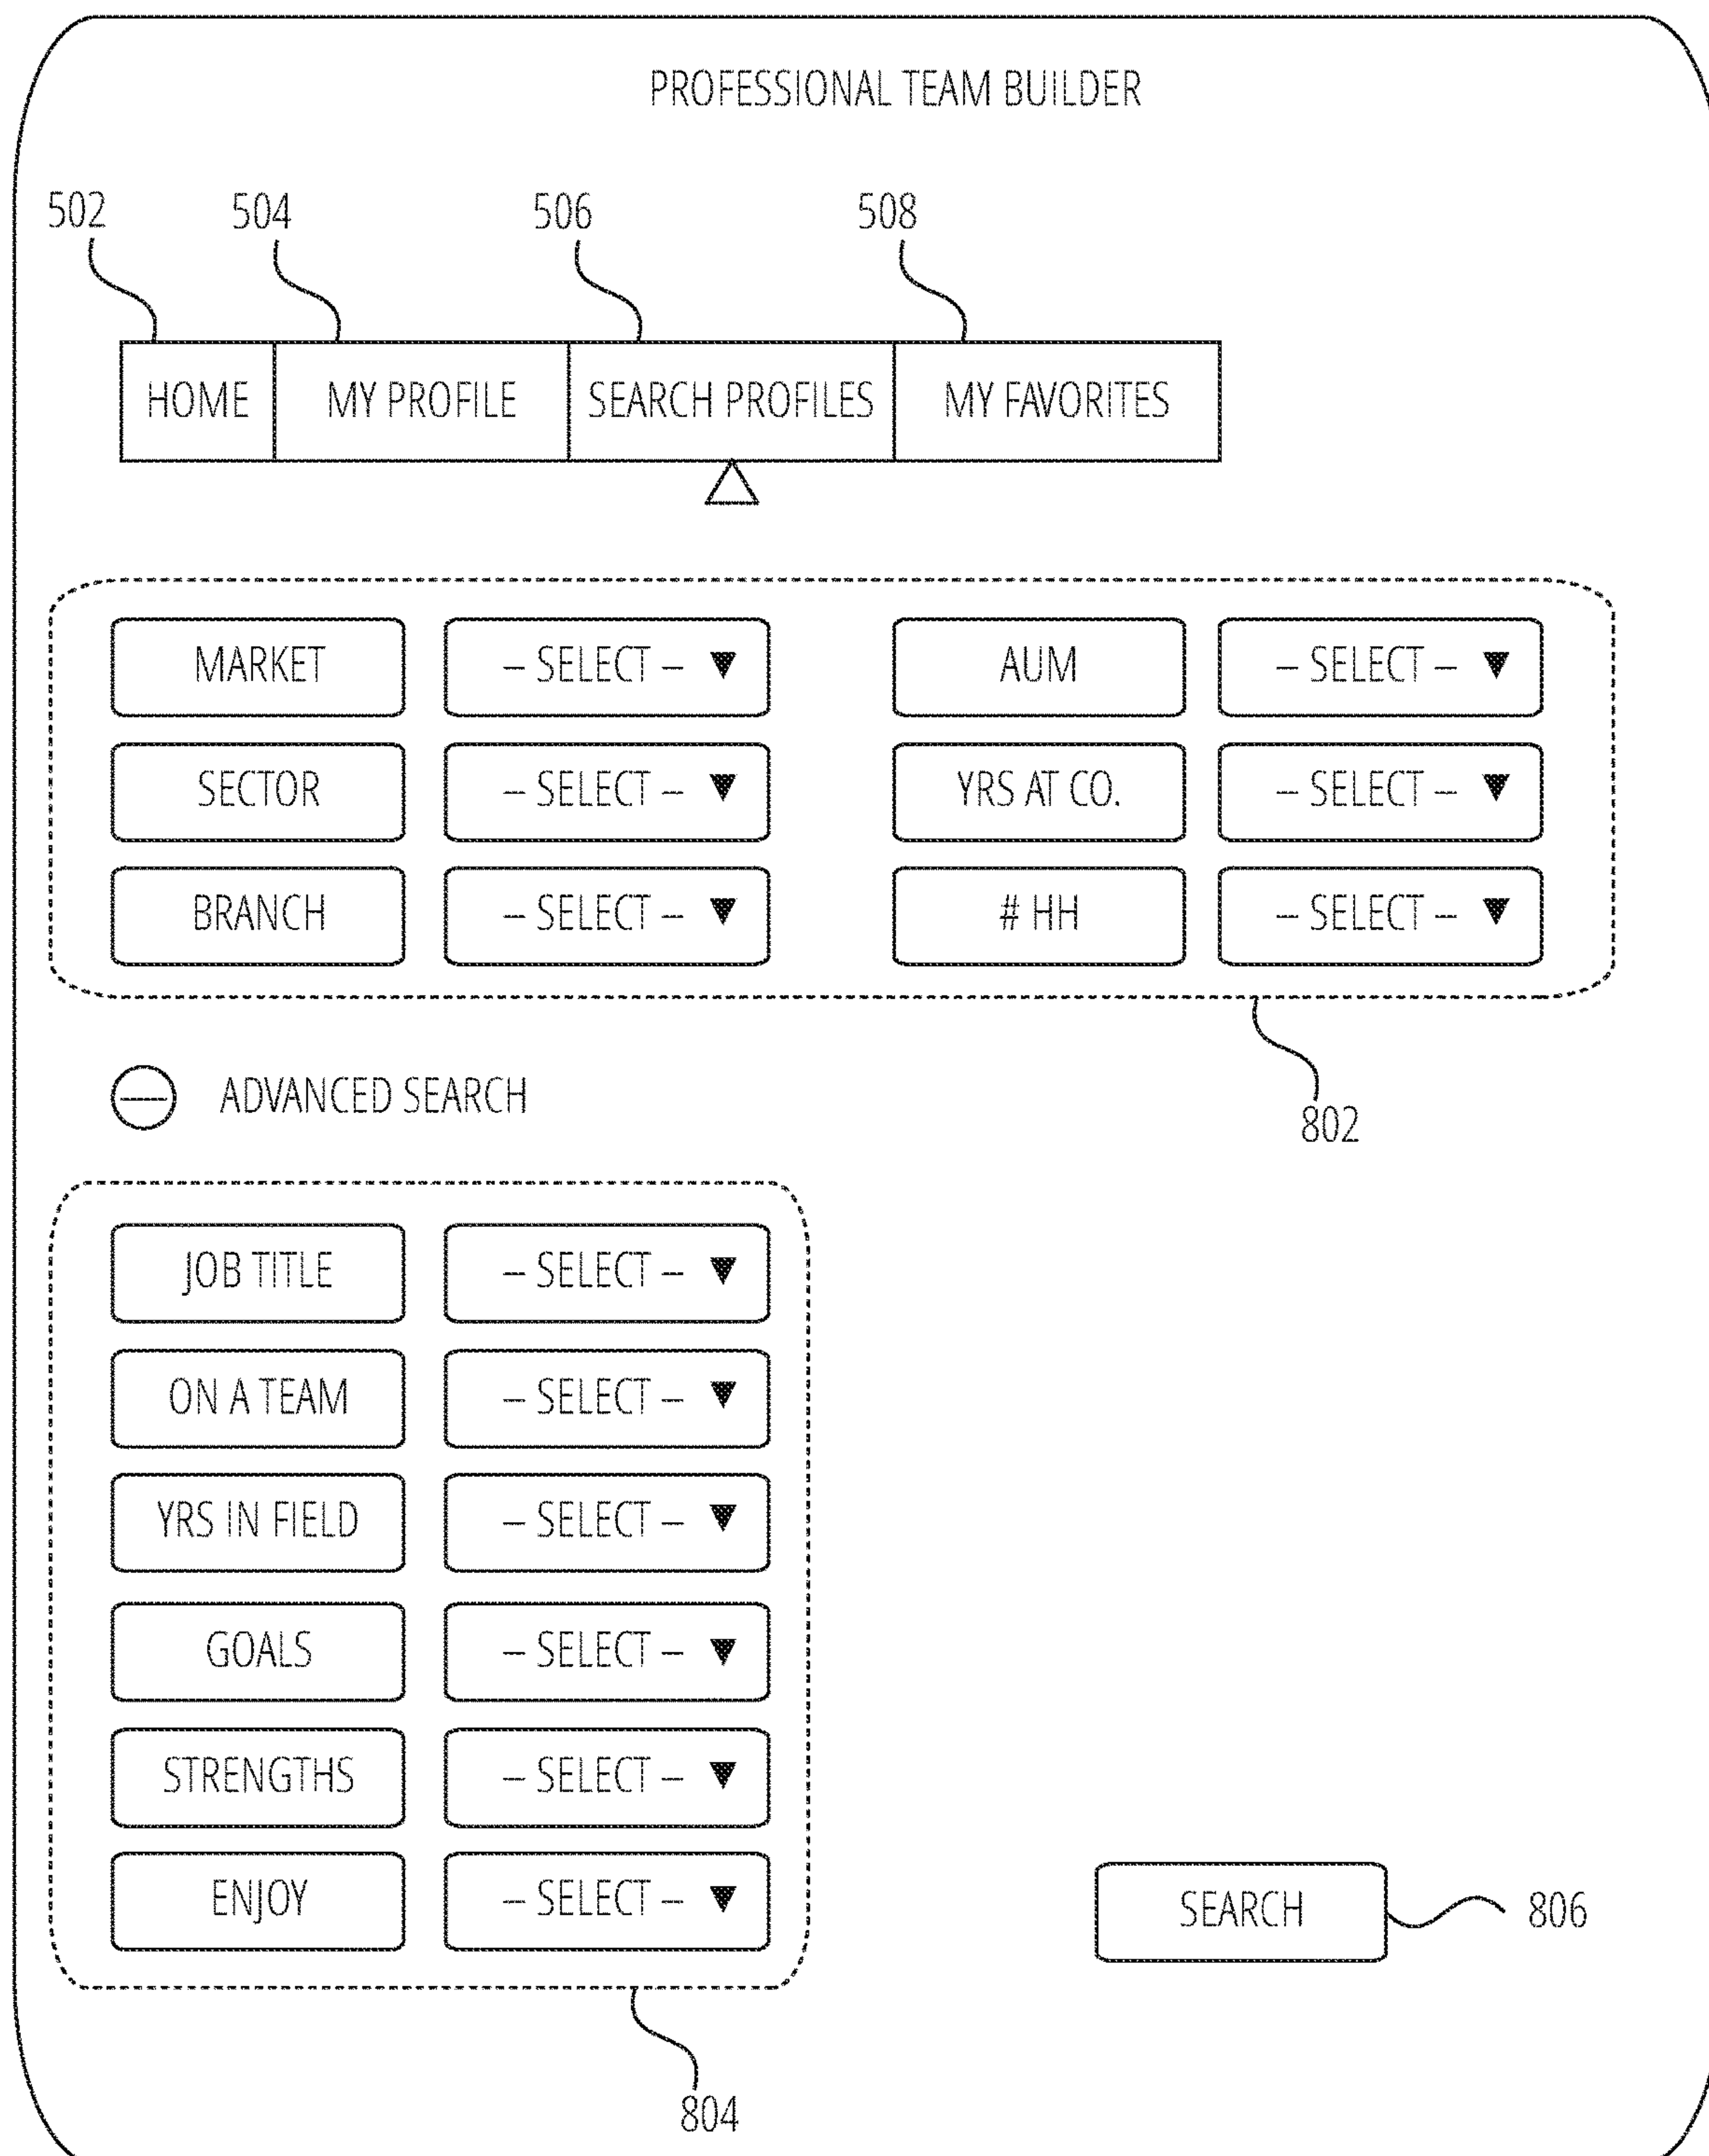 PROFESSIONAL TEAM BUILDER
502 504 506 508
HOME MY PROFILE SEARCH PROFILES MY FAVORITES
MARKET – SELECT – ▼ AUM – SELECT – ▼
SECTOR – SELECT – ▼ YRS AT CO. – SELECT – ▼
BRANCH – SELECT – ▼ # HH – SELECT – ▼
ADVANCED SEARCH
802
JOB TITLE – SELECT – ▼
ON A TEAM – SELECT – ▼
YRS IN FIELD – SELECT – ▼
GOALS – SELECT – ▼
STRENGTHS – SELECT – ▼
ENJOY – SELECT – ▼
SEARCH 806
804